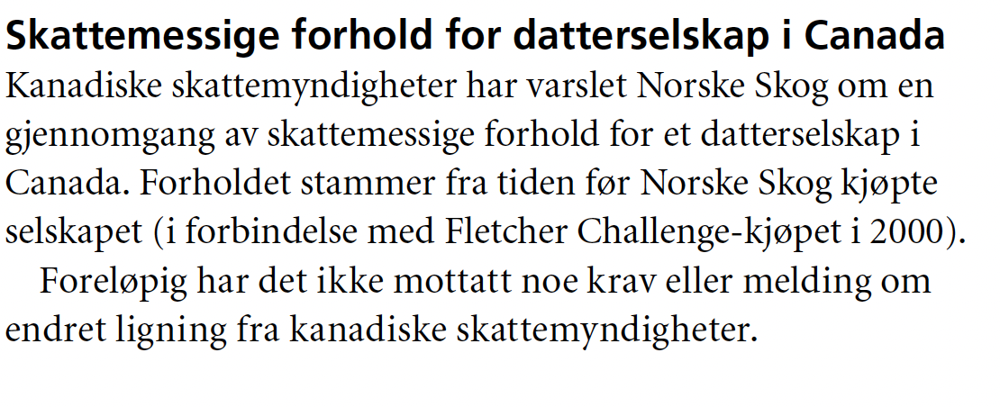 Skattemessige forhold for datterselskap i Canada
Kanadiske skattemyndigheter har varslet Norske Skog om en
gjennomgang av skattemessige forhold for et datterselskap i
Canada. Forholdet stammer fra tiden før Norske Skog kjøpte
selskapet (i forbindelse med Fletcher Challenge-kjøpet i 2000).
Foreløpig har det ikke mottatt noe krav eller melding om
endret ligning fra kanadiske skattemyndigheter.